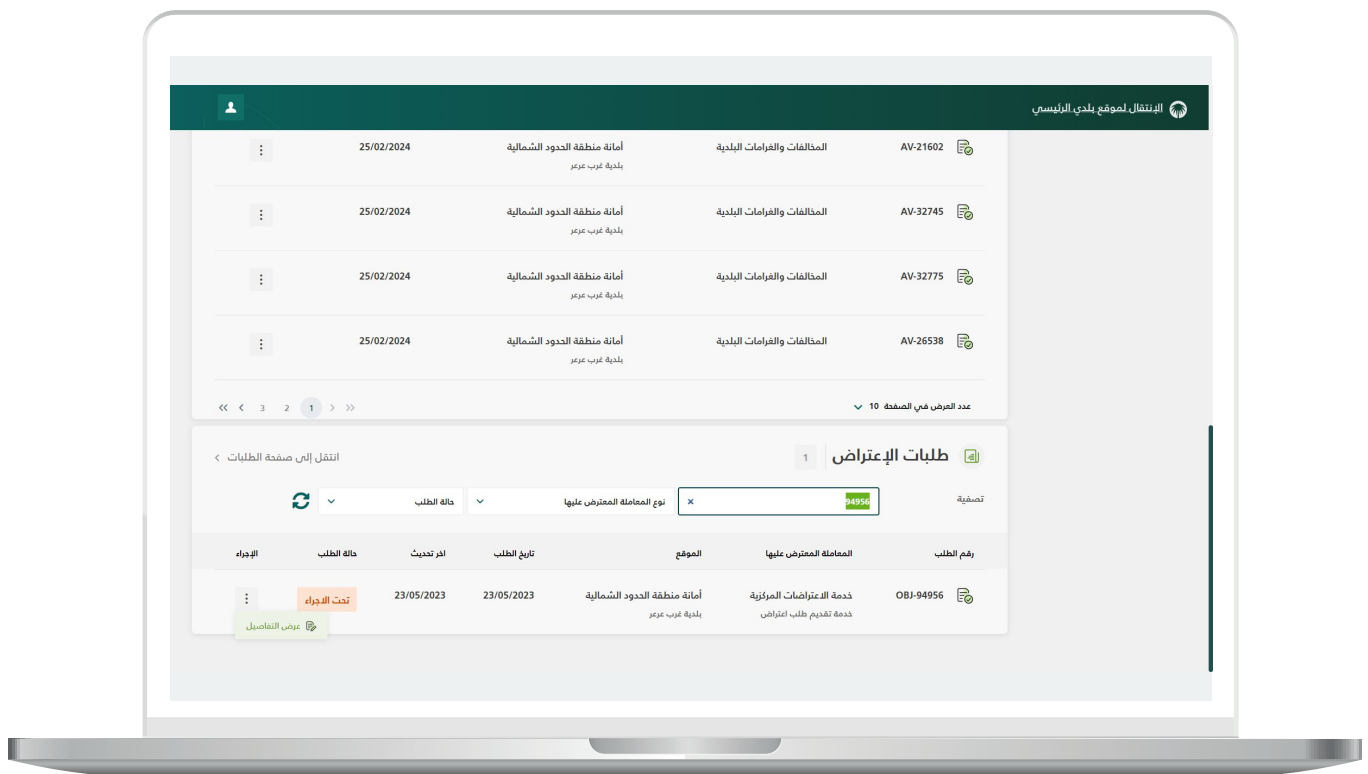 الإنتقال لموقع بلدي الرئيسي
AV-21602 المخالفات والغرامات البلدية أمانة منطقة الحدود الشمالية 25/02/2024
بلدية غرب عرعر
AV-32745 المخالفات والغرامات البلدية أمانة منطقة الحدود الشمالية 25/02/2024
بلدية غرب عرعر
AV-32775 المخالفات والغرامات البلدية أمانة منطقة الحدود الشمالية 25/02/2024
بلدية غرب عرعر
AV-26538 المخالفات والغرامات البلدية أمانة منطقة الحدود الشمالية 25/02/2024
بلدية غرب عرعر
عدد العرض في الصفحة 10 << < 1 2 3 > >>
طلبات الإعتراض 1 انتقل إلى صفحة الطلبات
تصفية 94956 × نوع المعاملة المعترض عليها حالة الطلب
رقم الطلب المعاملة المعترض عليها الموقع تاريخ الطلب اخر تحديث حالة الطلب الإجراء
OBJ-94956 خدمة الاعتراضات المركزية أمانة منطقة الحدود الشمالية 23/05/2023 23/05/2023 تحت الاجراء
خدمة تقديم طلب اعتراض بلدية غرب عرعر
عرض التفاصيل